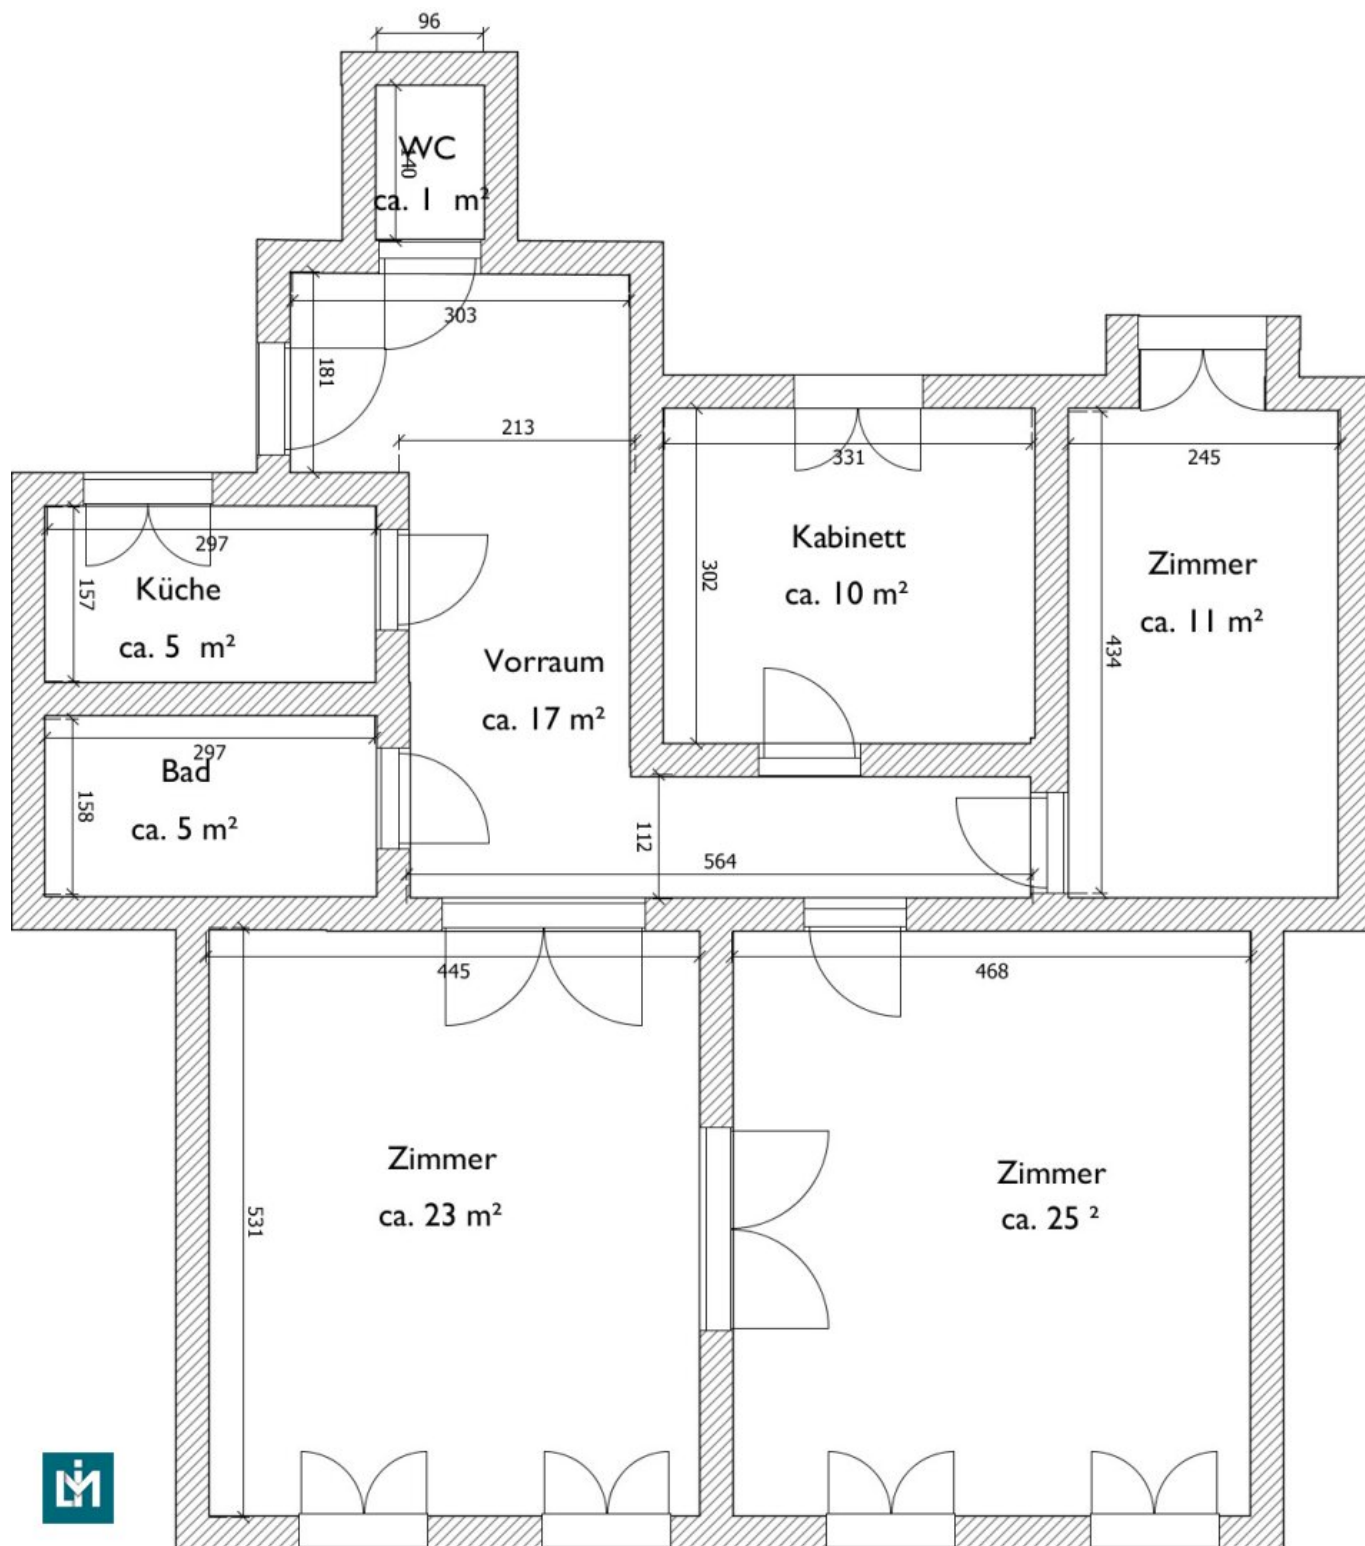 96
WC
140
ca. 1 m²
303
181
213
331
245
297
157
Küche
ca. 5 m²
Kabinett
ca. 10 m²
302
Zimmer
ca. 11 m²
434
Vorraum
ca. 17 m²
297
Bad
158
ca. 5 m²
112
564
445
468
Zimmer
ca. 23 m²
531
Zimmer
ca. 25 ²